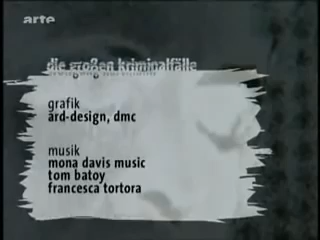 arte
die großen kriminalfälle
grafik
ard-design, dmc
musik
mona davis music
tom batoy
francesca tortora